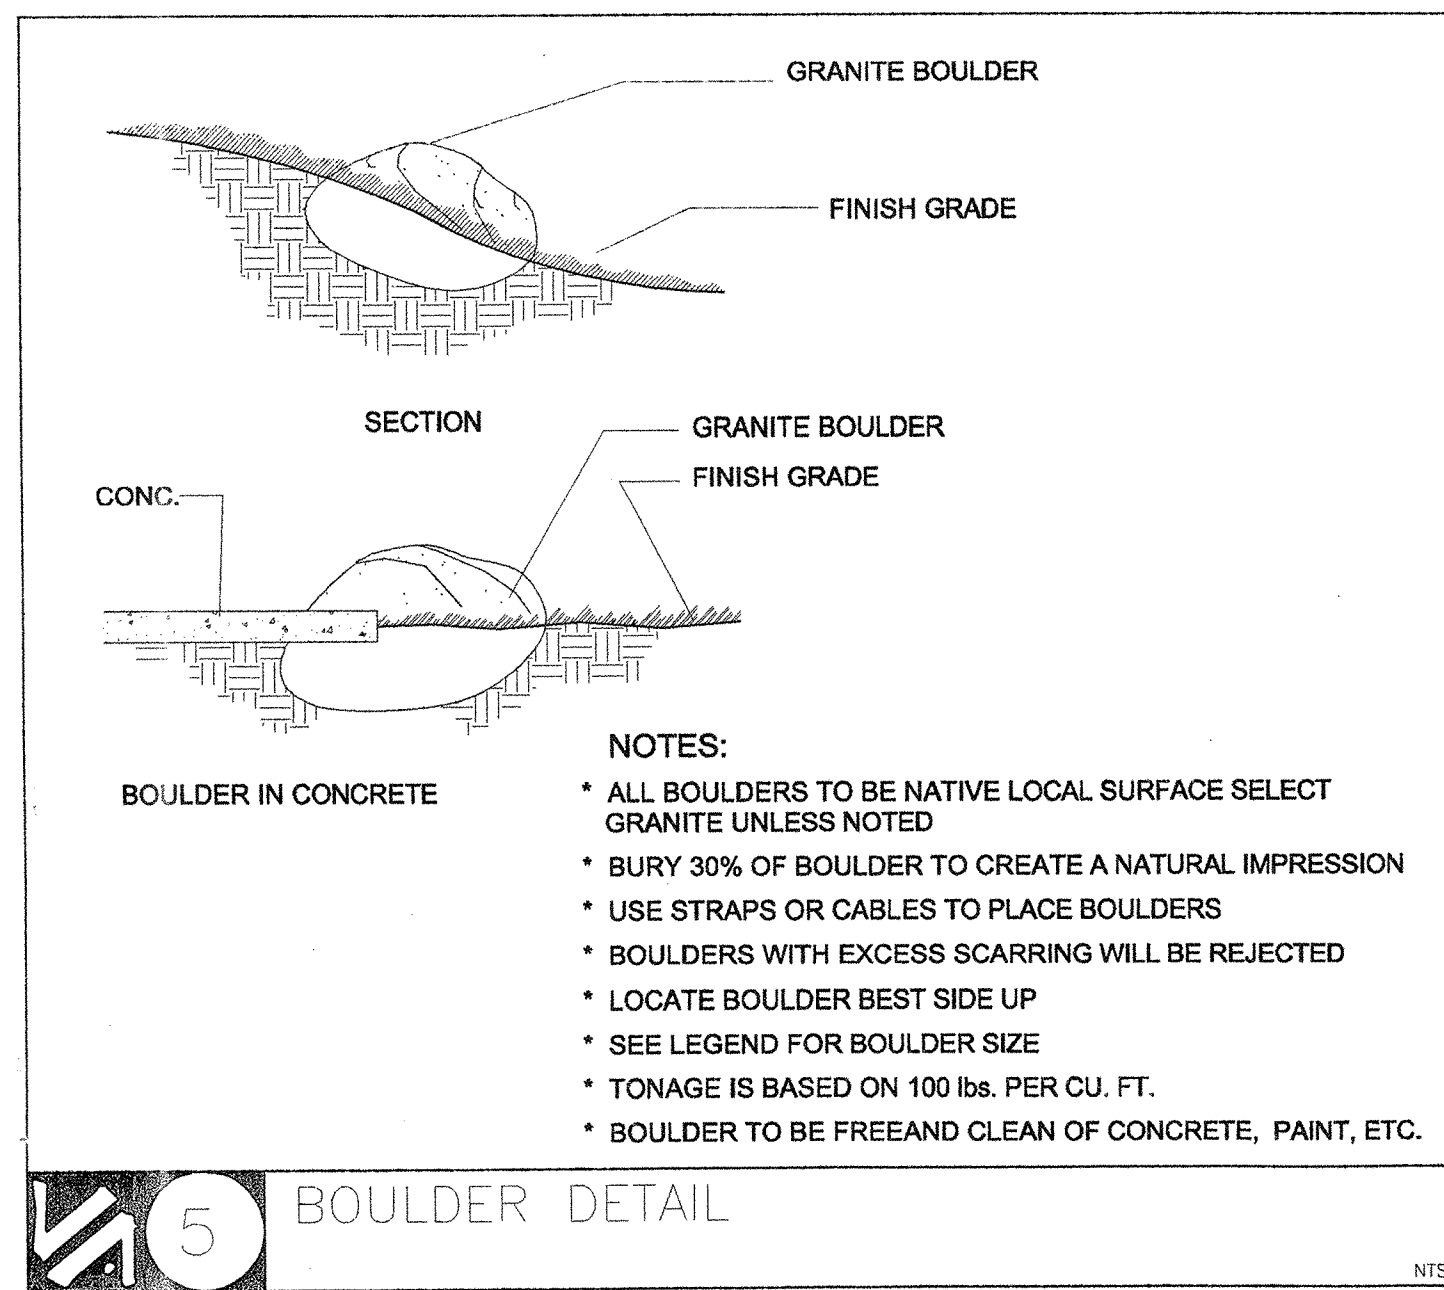 GRANITE BOULDER
FINISH GRADE
SECTION
GRANITE BOULDER
FINISH GRADE
CONC.
BOULDER IN CONCRETE
NOTES:
* ALL BOULDERS TO BE NATIVE LOCAL SURFACE SELECT
GRANITE UNLESS NOTED
* BURY 30% OF BOULDER TO CREATE A NATURAL IMPRESSION
* USE STRAPS OR CABLES TO PLACE BOULDERS
* BOULDERS WITH EXCESS SCARRING WILL BE REJECTED
* LOCATE BOULDER BEST SIDE UP
* SEE LEGEND FOR BOULDER SIZE
* TONAGE IS BASED ON 100 lbs. PER CU. FT.
* BOULDER TO BE FREEAND CLEAN OF CONCRETE, PAINT, ETC.
5
BOULDER DETAIL
NTS